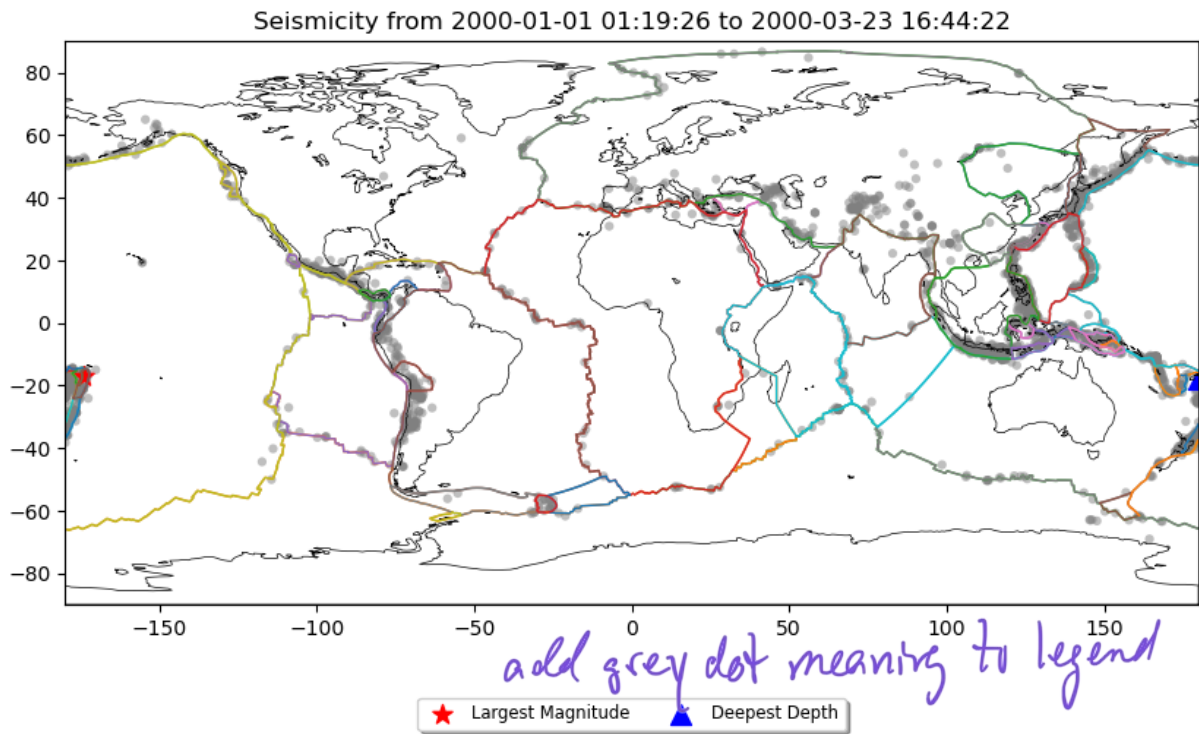 Seismicity from 2000-01-01 01:19:26 to 2000-03-23 16:44:22
80
60
40
20
0
−20
−40
−60
−80
−150 −100 −50 0 50 100 150
add grey dot meaning to legend
Largest Magnitude Deepest Depth